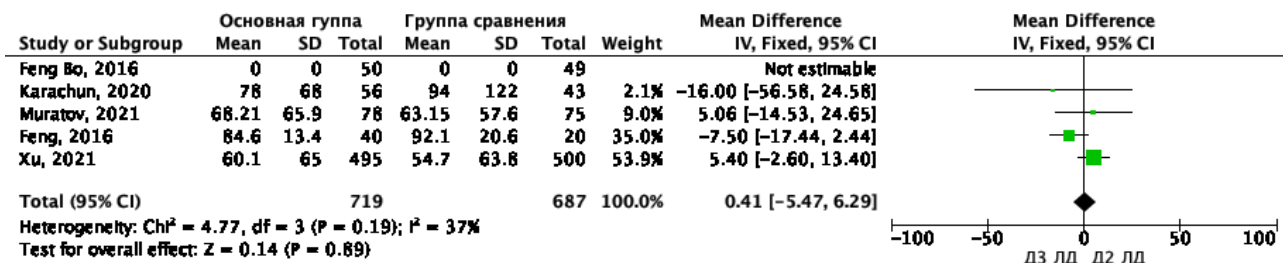 Основная гуппа Группа сравнения Mean Difference Mean Difference
Study or Subgroup Mean SD Total Mean SD Total Weight IV, Fixed, 95% CI IV, Fixed, 95% CI
Feng Bo, 2016 0 0 50 0 0 49 Not estimable
Karachun, 2020 78 68 56 94 122 43 2.1% −16.00 [−56.58, 24.58]
Muratov, 2021 68.21 65.9 78 63.15 57.6 75 9.0% 5.06 [−14.53, 24.65]
Feng, 2016 84.6 13.4 40 92.1 20.6 20 35.0% −7.50 [−17.44, 2.44]
Xu, 2021 60.1 65 495 54.7 63.8 500 53.9% 5.40 [−2.60, 13.40]
Total (95% CI) 719 687 100.0% 0.41 [−5.47, 6.29]
Heterogeneity: Chi² = 4.77, df = 3 (P = 0.19); I² = 37%
Test for overall effect: Z = 0.14 (P = 0.89)
−100 −50 0 50 100
Д3 ЛД Д2 ЛД